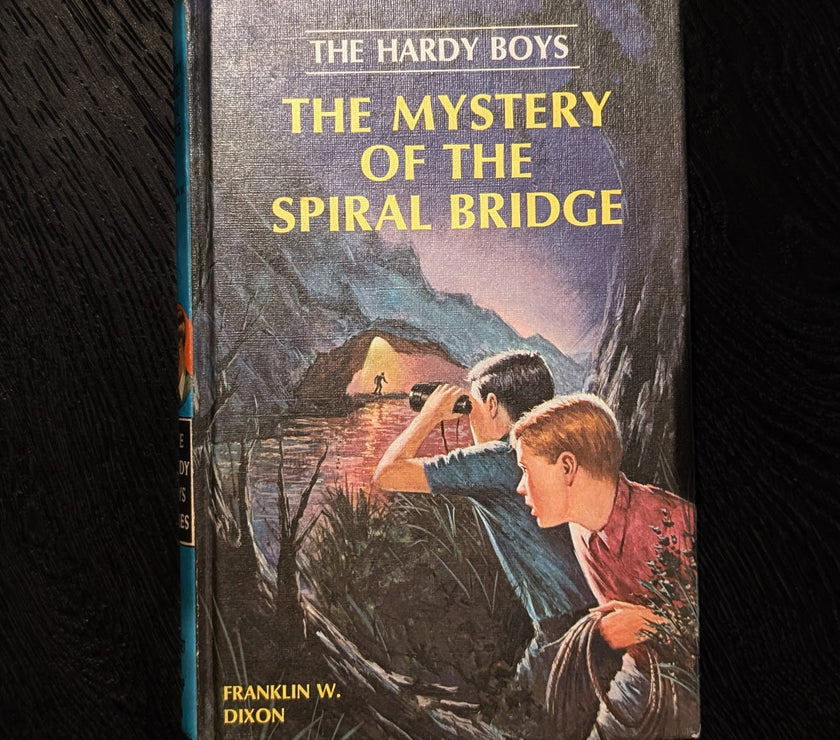 THE HARDY BOYS
THE MYSTERY
OF THE
SPIRAL BRIDGE
FRANKLIN W.
DIXON